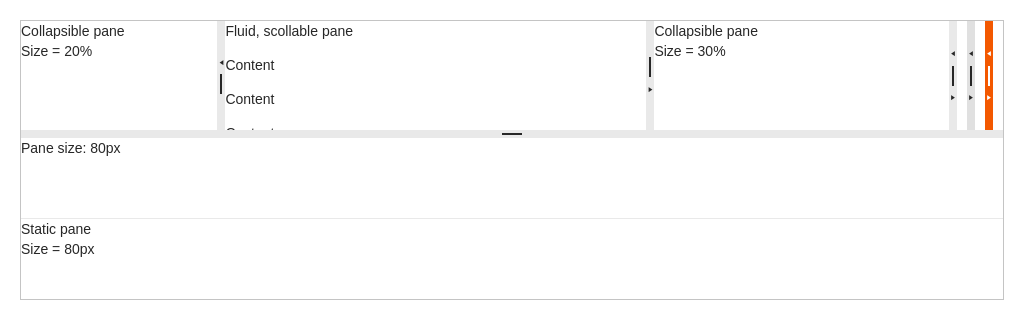 Collapsible pane
Size = 20%
Fluid, scollable pane
Content
Content
Collapsible pane
Size = 30%
Pane size: 80px
Static pane
Size = 80px